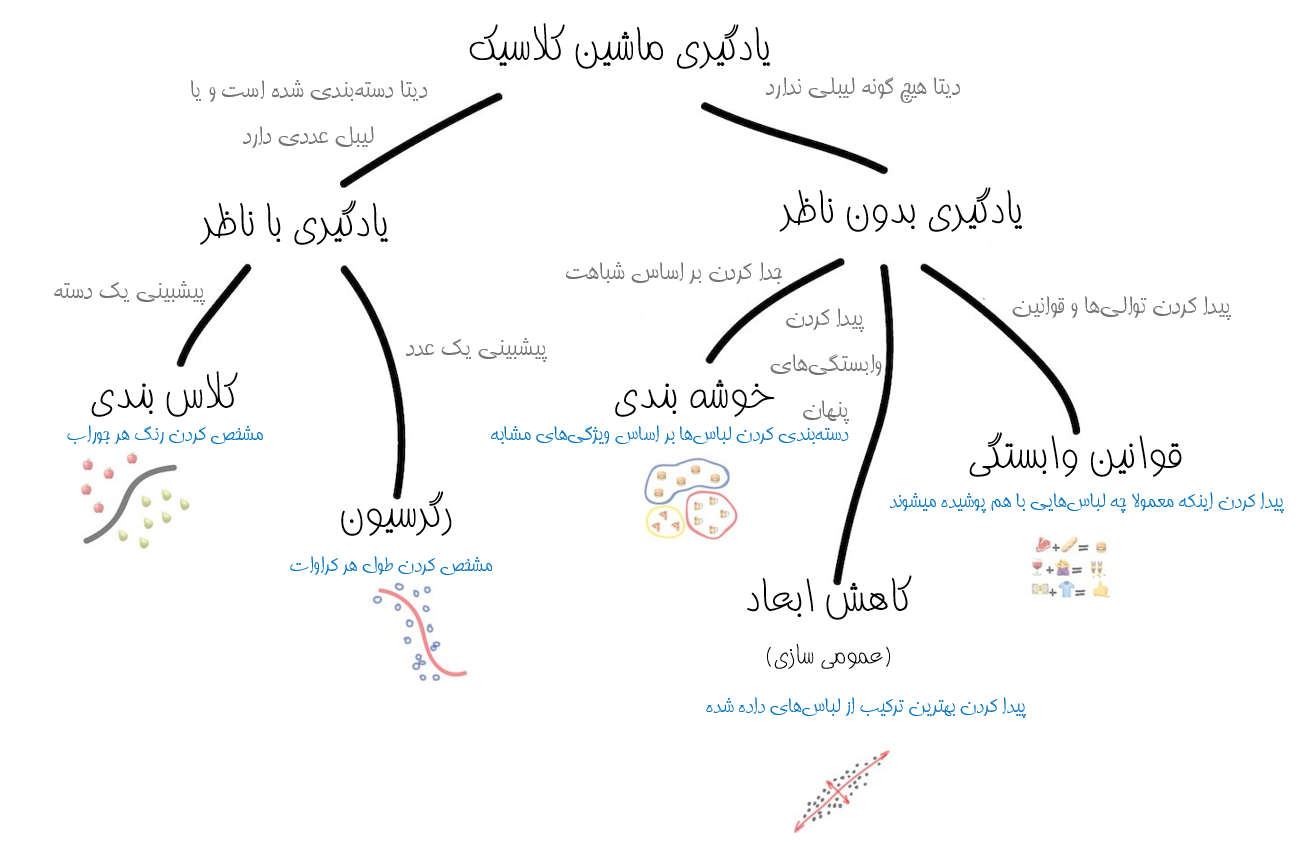 یادگیری ماشین کلاسیک
دیتا هیچ گونه لیبلی ندارد
دیتا دسته‌بندی شده است و یا
لیبل عددی دارد
یادگیری بدون ناظر
یادگیری با ناظر
پیدا کردن توالی‌ها و قوانین
جدا کردن بر اساس شباهت
پیدا کردن
وابستگی‌های
پنهان
پیشبینی یک دسته
پیشبینی یک عدد
قوانین وابستگی
پیدا کردن اینکه معمولا چه لباس‌هایی با هم پوشیده میشوند
خوشه بندی
دسته‌بندی کردن لباس‌ها بر اساس ویژگی‌های مشابه
کلاس بندی
مشخص کردن رنگ هر جوراب
رگرسیون
مشخص کردن طول هر کراوات
کاهش ابعاد
(عمومی سازی)
پیدا کردن بهترین ترکیب از لباس‌های داده شده
+ =
+ =
+ =